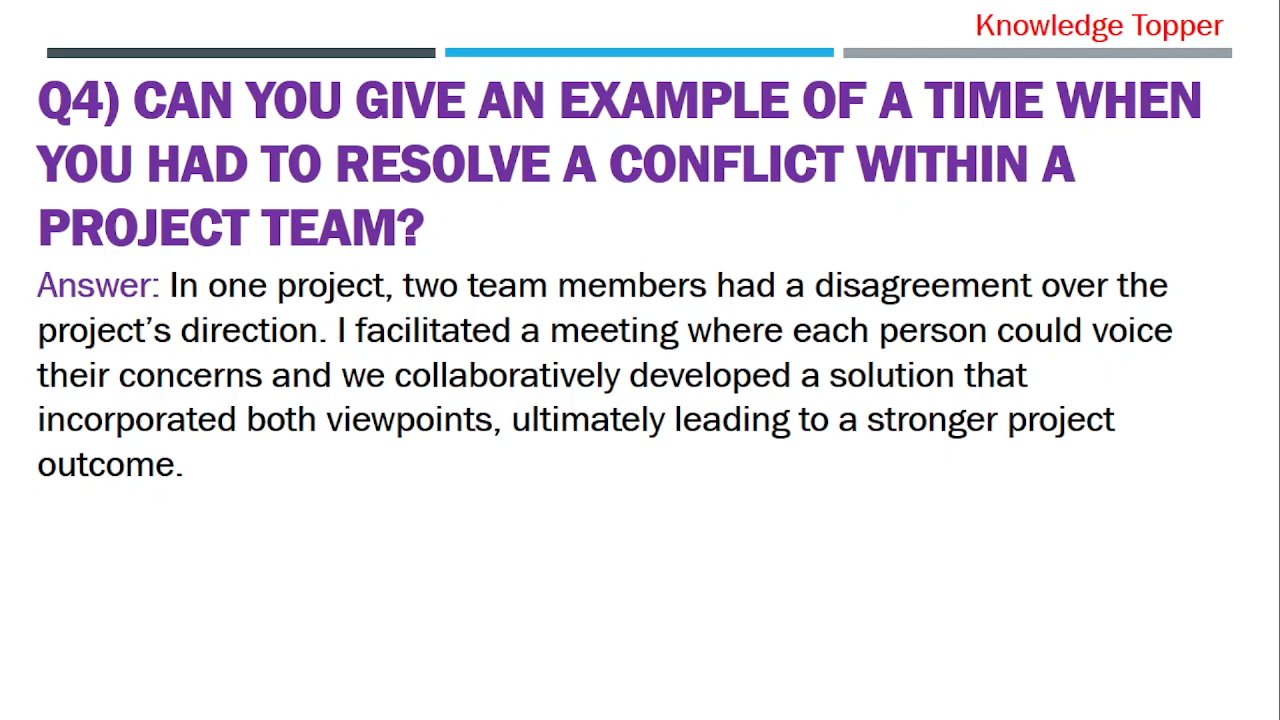 Knowledge Topper
Q4) CAN YOU GIVE AN EXAMPLE OF A TIME WHEN
YOU HAD TO RESOLVE A CONFLICT WITHIN A
PROJECT TEAM?
Answer: In one project, two team members had a disagreement over the
project’s direction. I facilitated a meeting where each person could voice
their concerns and we collaboratively developed a solution that
incorporated both viewpoints, ultimately leading to a stronger project
outcome.